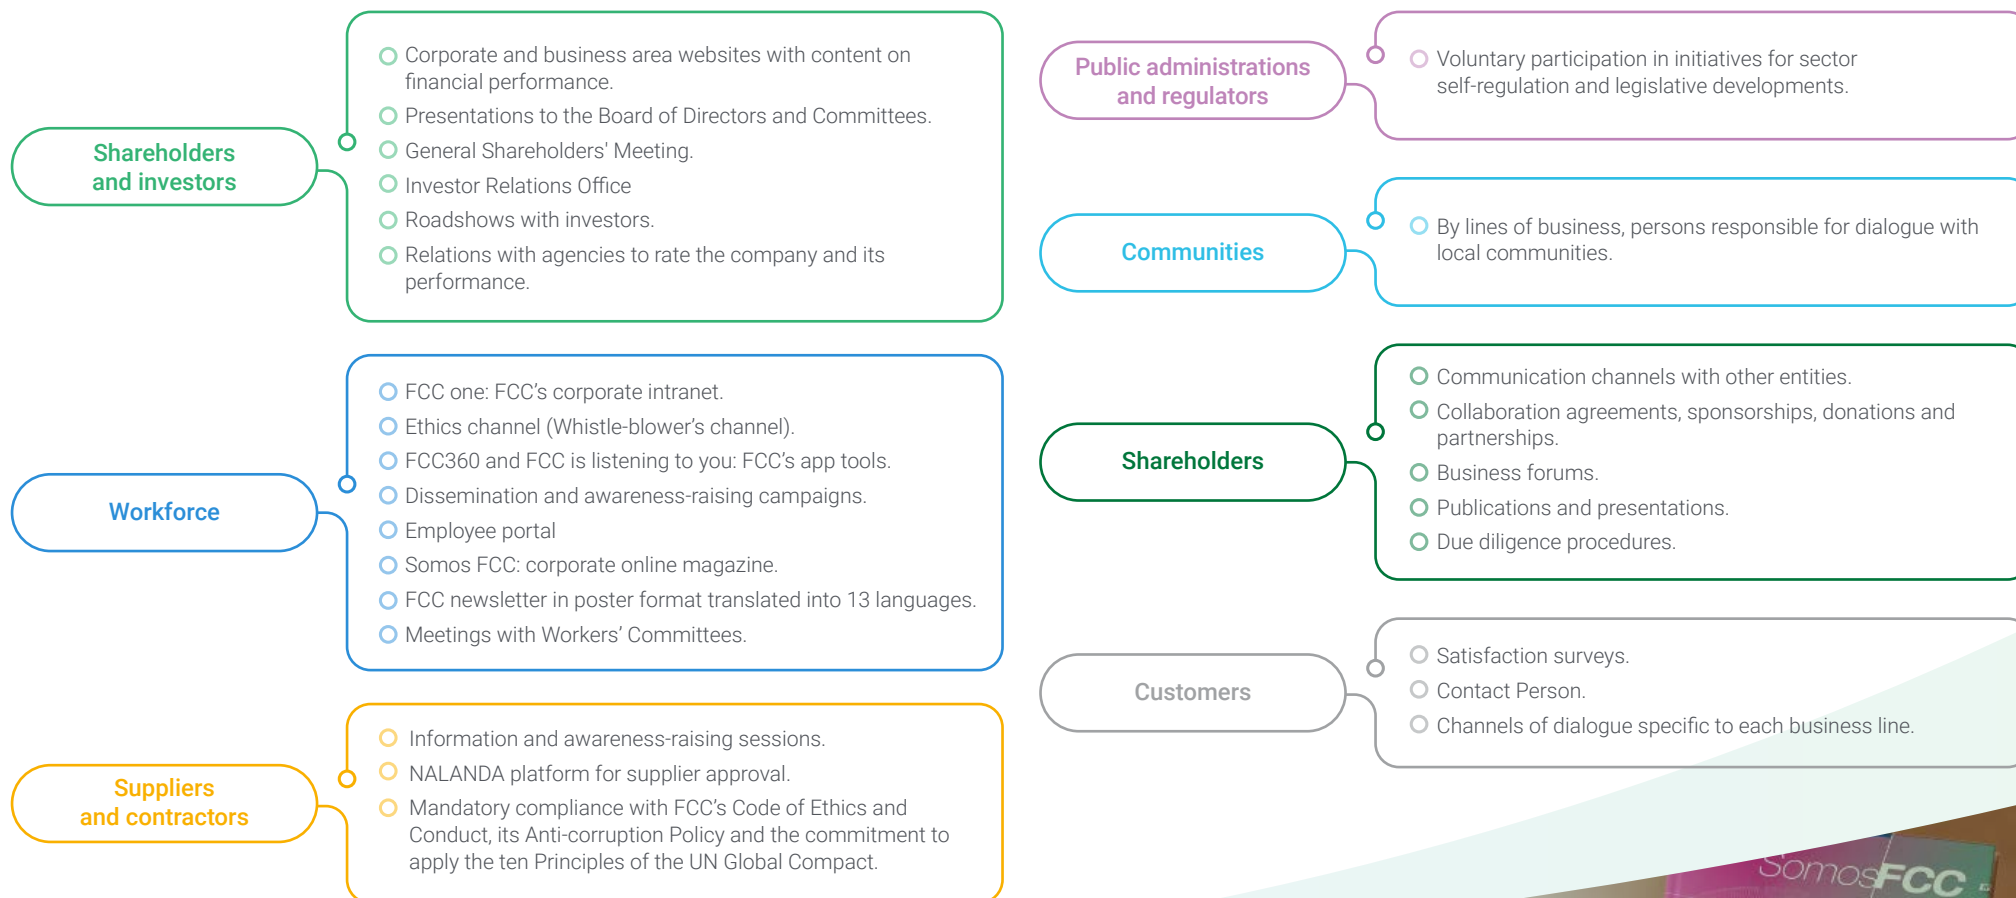 Shareholders
and investors
Corporate and business area websites with content on
financial performance.
Presentations to the Board of Directors and Committees.
General Shareholders' Meeting.
Investor Relations Office
Roadshows with investors.
Relations with agencies to rate the company and its
performance.
Workforce
FCC one: FCC’s corporate intranet.
Ethics channel (Whistle-blower’s channel).
FCC360 and FCC is listening to you: FCC’s app tools.
Dissemination and awareness-raising campaigns.
Employee portal
Somos FCC: corporate online magazine.
FCC newsletter in poster format translated into 13 languages.
Meetings with Workers’ Committees.
Suppliers
and contractors
Information and awareness-raising sessions.
NALANDA platform for supplier approval.
Mandatory compliance with FCC’s Code of Ethics and
Conduct, its Anti-corruption Policy and the commitment to
apply the ten Principles of the UN Global Compact.
Public administrations
and regulators
Voluntary participation in initiatives for sector
self-regulation and legislative developments.
Communities
By lines of business, persons responsible for dialogue with
local communities.
Shareholders
Communication channels with other entities.
Collaboration agreements, sponsorships, donations and
partnerships.
Business forums.
Publications and presentations.
Due diligence procedures.
Customers
Satisfaction surveys.
Contact Person.
Channels of dialogue specific to each business line.
SomosFCC